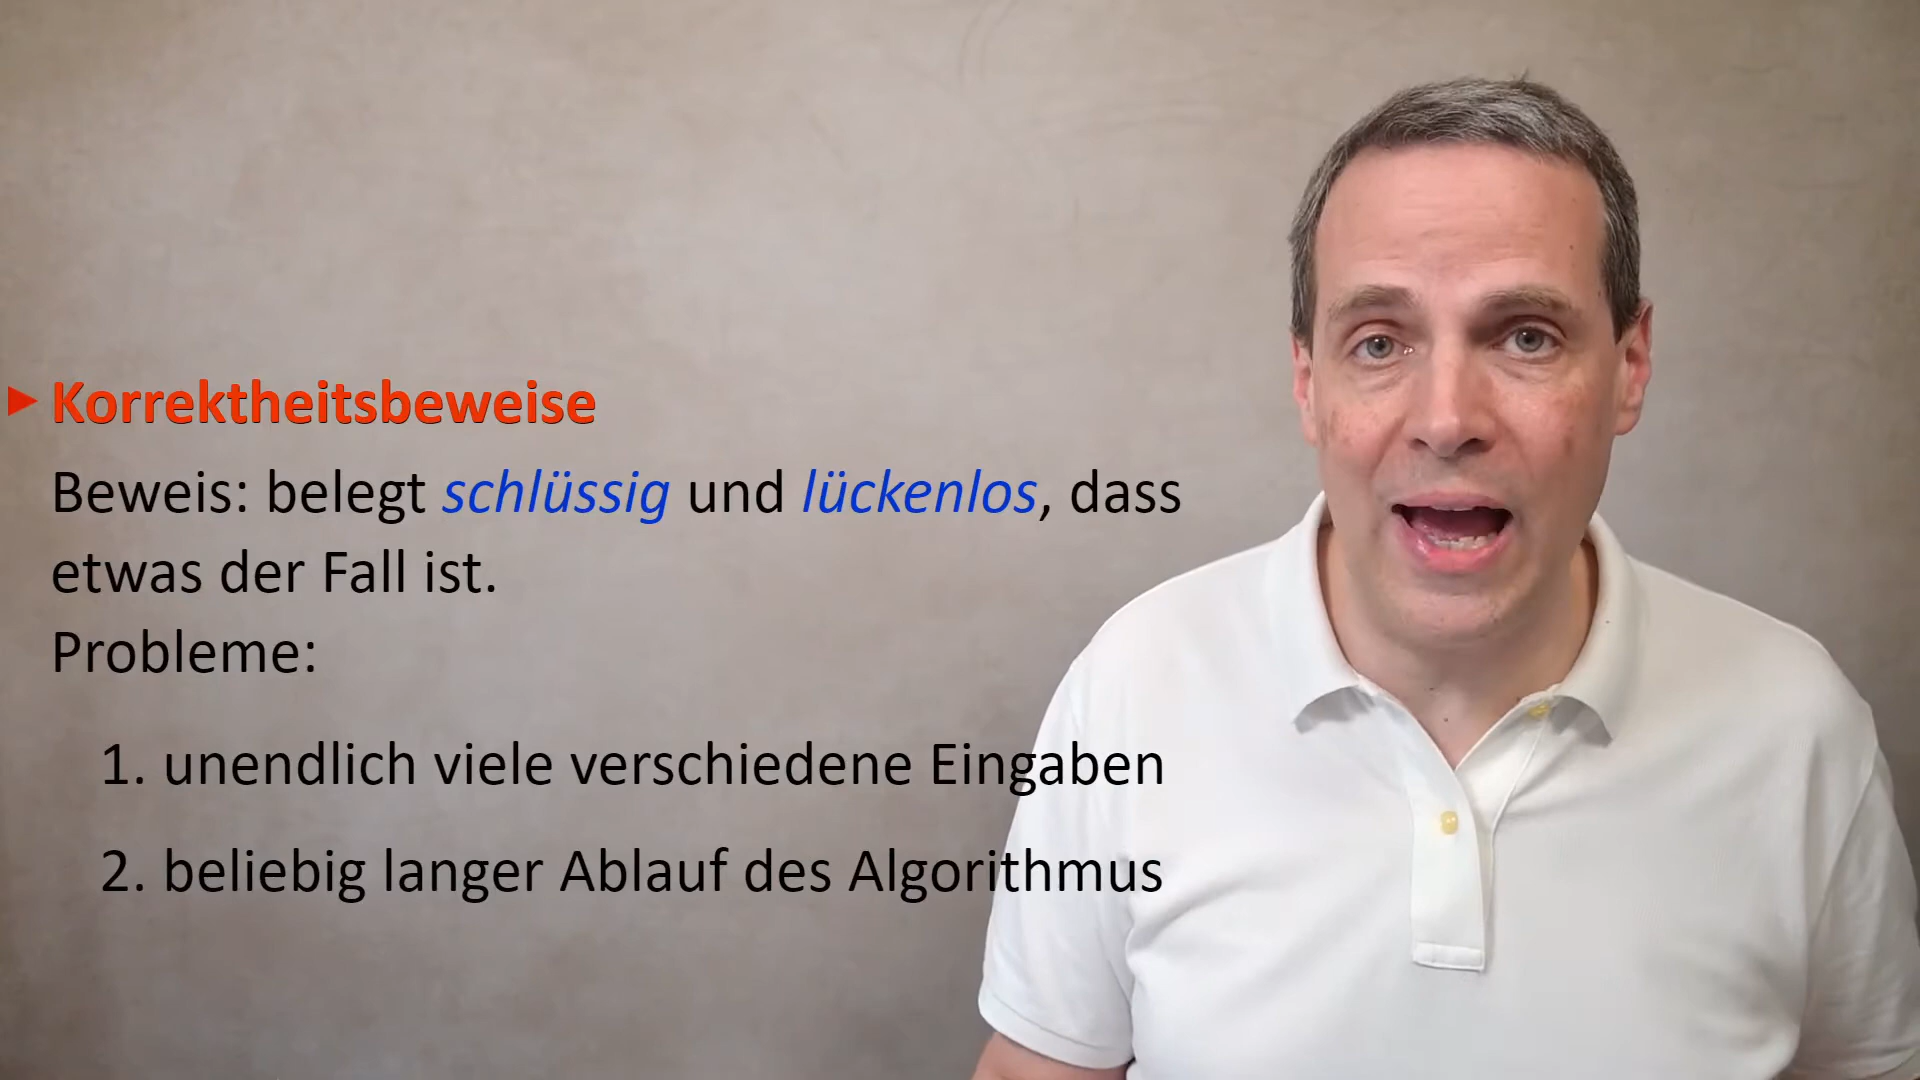 Korrektheitsbeweise
Beweis: belegt schlüssig und lückenlos, dass
etwas der Fall ist.
Probleme:
1. unendlich viele verschiedene Eingaben
2. beliebig langer Ablauf des Algorithmus